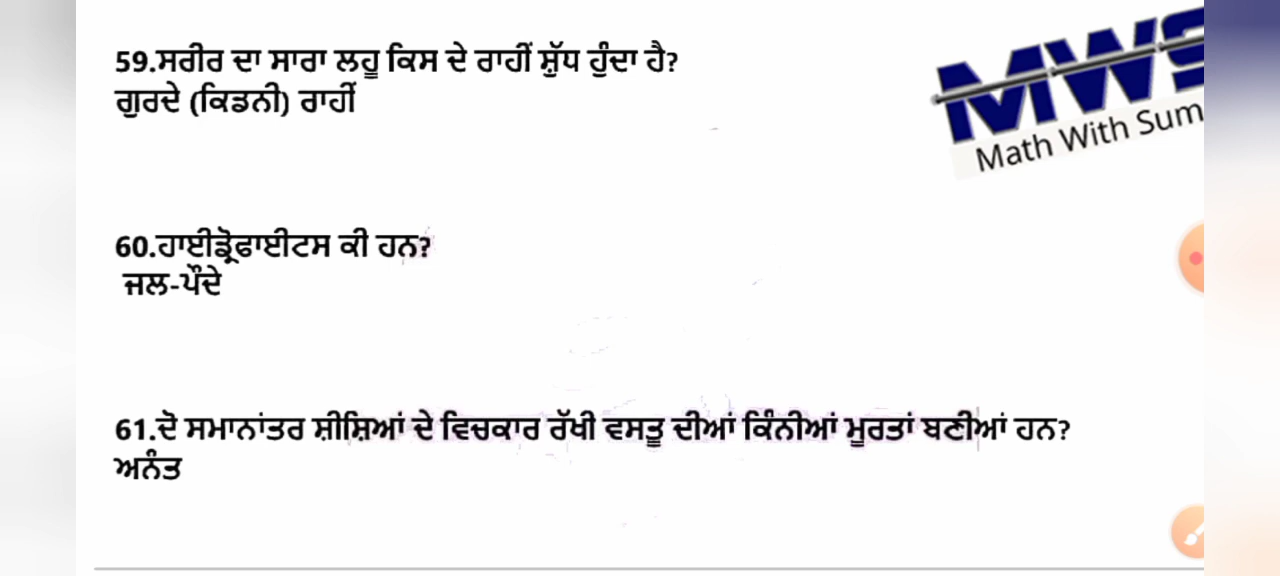 59.ਸਰੀਰ ਦਾ ਸਾਰਾ ਲਹੂ ਕਿਸ ਦੇ ਰਾਹੀਂ ਸ਼ੁੱਧ ਹੁੰਦਾ ਹੈ?
ਗੁਰਦੇ (ਕਿਡਨੀ) ਰਾਹੀਂ
MWS
Math With Sum
60.ਹਾਈਡ੍ਰੋਫਾਈਟਸ ਕੀ ਹਨ?
ਜਲ-ਪੌਦੇ
61.ਦੋ ਸਮਾਨਾਂਤਰ ਸ਼ੀਸ਼ਿਆਂ ਦੇ ਵਿਚਕਾਰ ਰੱਖੀ ਵਸਤੂ ਦੀਆਂ ਕਿੰਨੀਆਂ ਮੂਰਤਾਂ ਬਣੀਆਂ ਹਨ?
ਅਨੰਤ